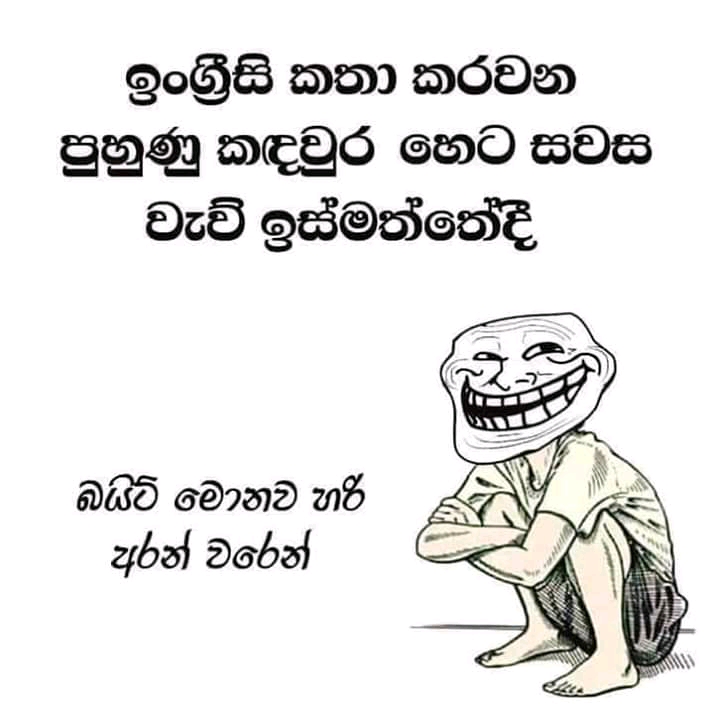 ඉංග්‍රීසි කතා කරවන
පුහුණු කඳවුර හෙට සවස
වැව් ඉස්මත්තේදී
බයිට් මොනව හරි
අරන් වරෙන්